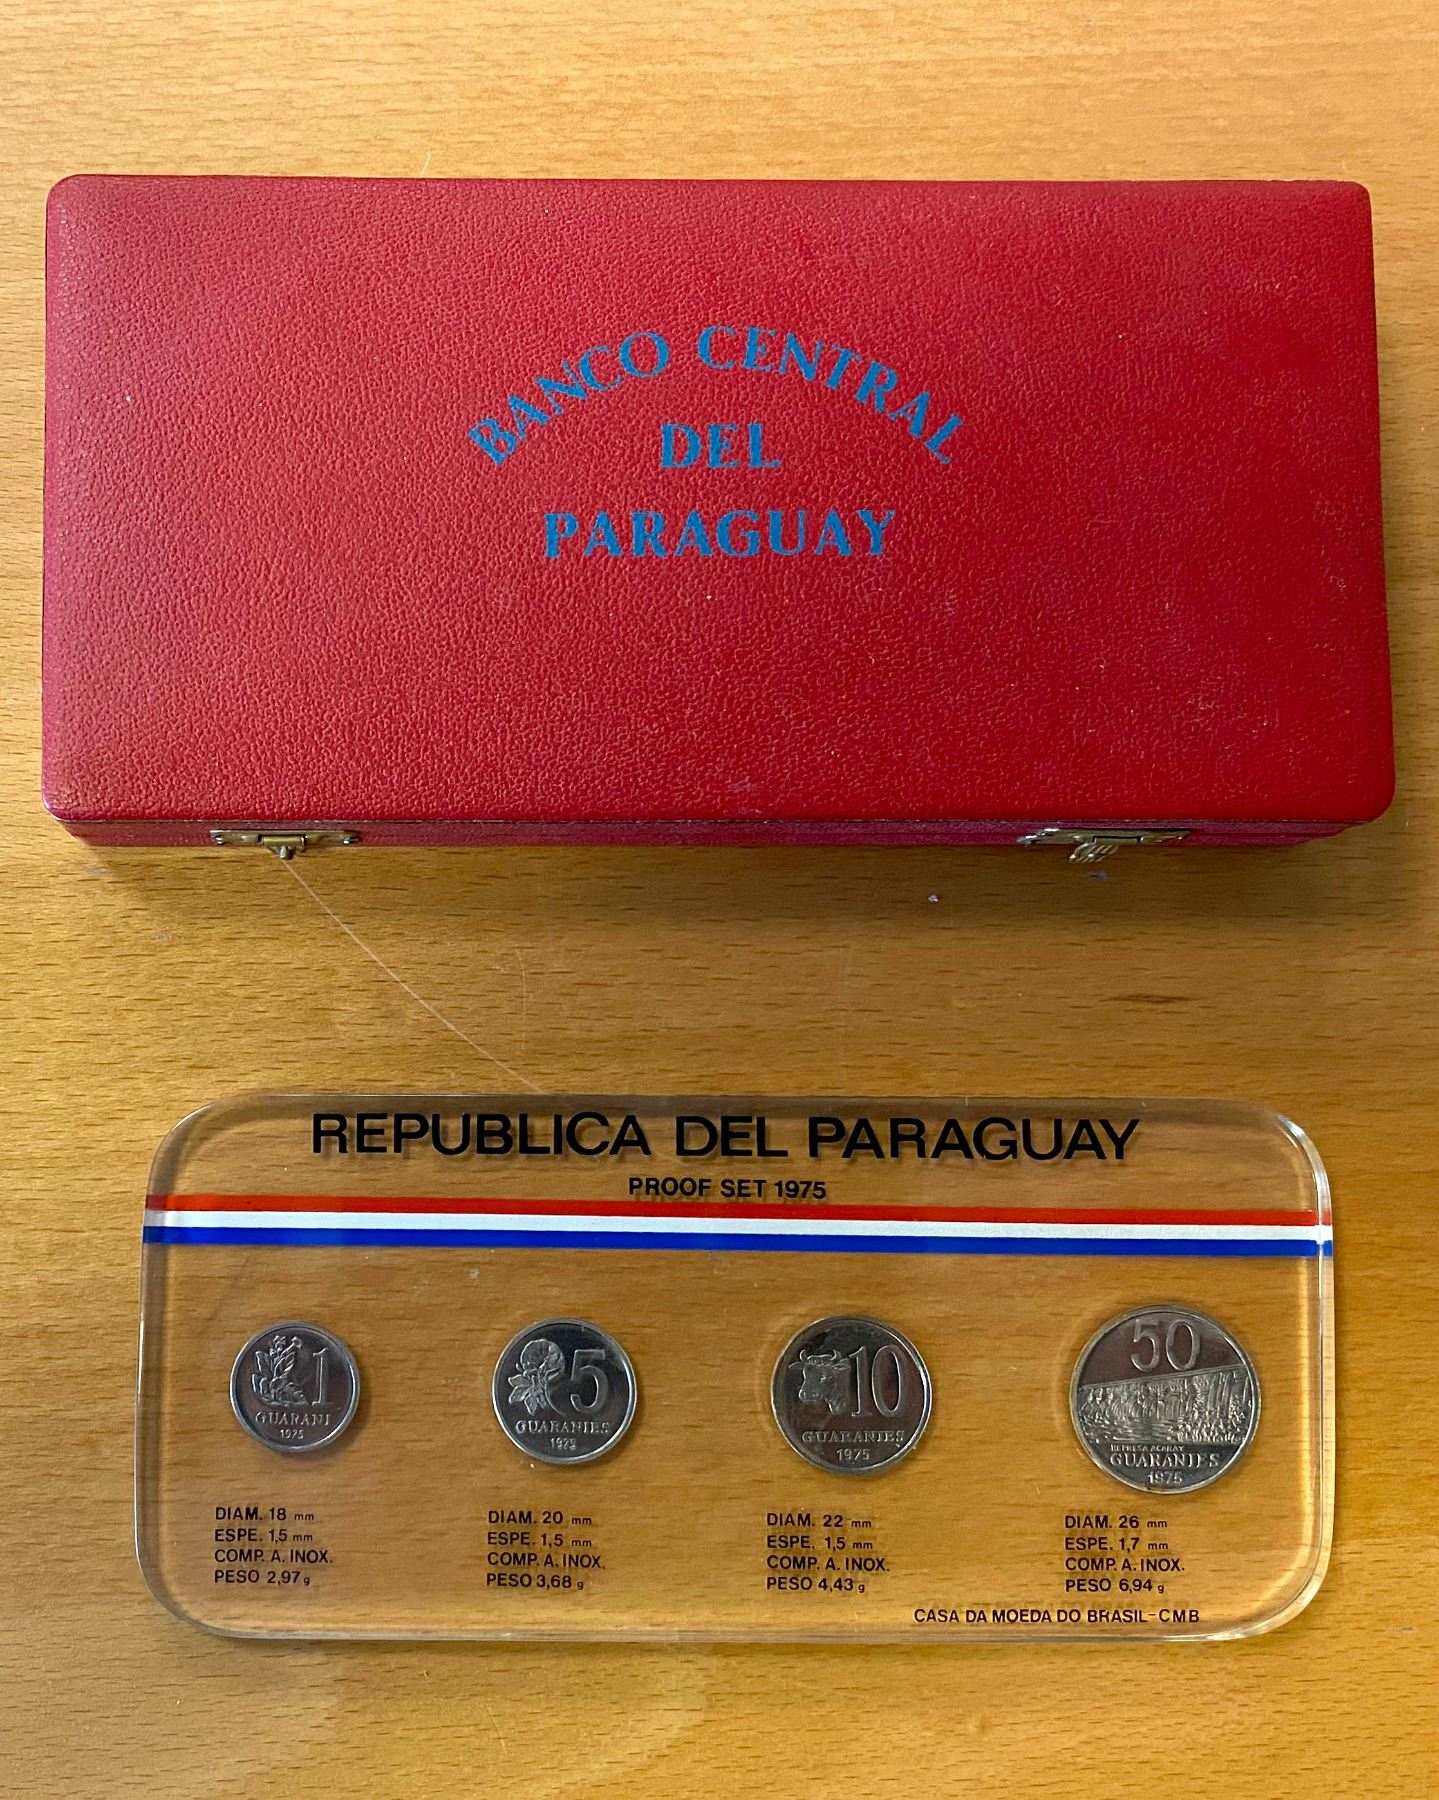 BANCO CENTRAL
DEL
PARAGUAY
REPUBLICA DEL PARAGUAY
PROOF SET 1975
1
GUARANI
1975
5
GUARANIES
1975
10
GUARANIES
1975
50
REPRESA ACARAY
GUARANIES
1975
DIAM. 18 mm
ESPE. 1,5 mm
COMP. A. INOX.
PESO 2,97 g
DIAM. 20 mm
ESPE. 1,5 mm
COMP. A. INOX.
PESO 3,68 g
DIAM. 22 mm
ESPE. 1,5 mm
COMP. A. INOX.
PESO 4,43 g
DIAM. 26 mm
ESPE. 1,7 mm
COMP. A. INOX.
PESO 6,94 g
CASA DA MOEDA DO BRASIL-CMB